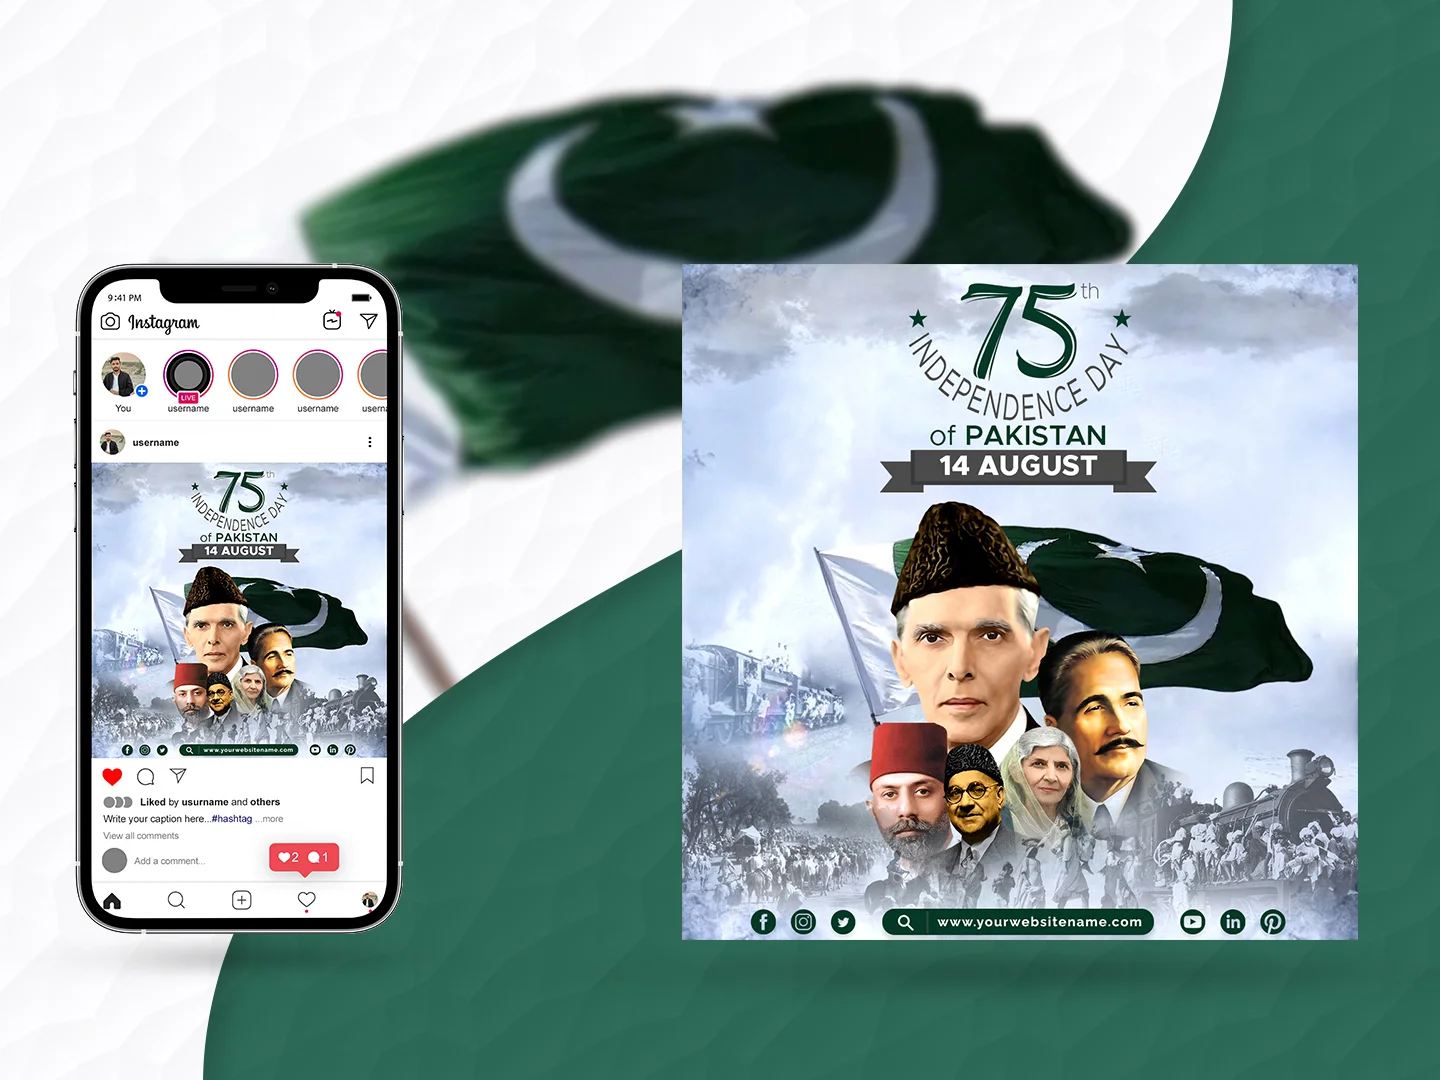 9:41 PM
Instagram
LIVE
You
username
username
username
usern
username
75th
INDEPENDENCE DAY
of PAKISTAN
14 AUGUST
www.yourwebsitename.com
Liked by usurname and others
Write your caption here...#hashtag ...more
View all comments
Add a comment...
2 1
75th
INDEPENDENCE DAY
of PAKISTAN
14 AUGUST
www.yourwebsitename.com